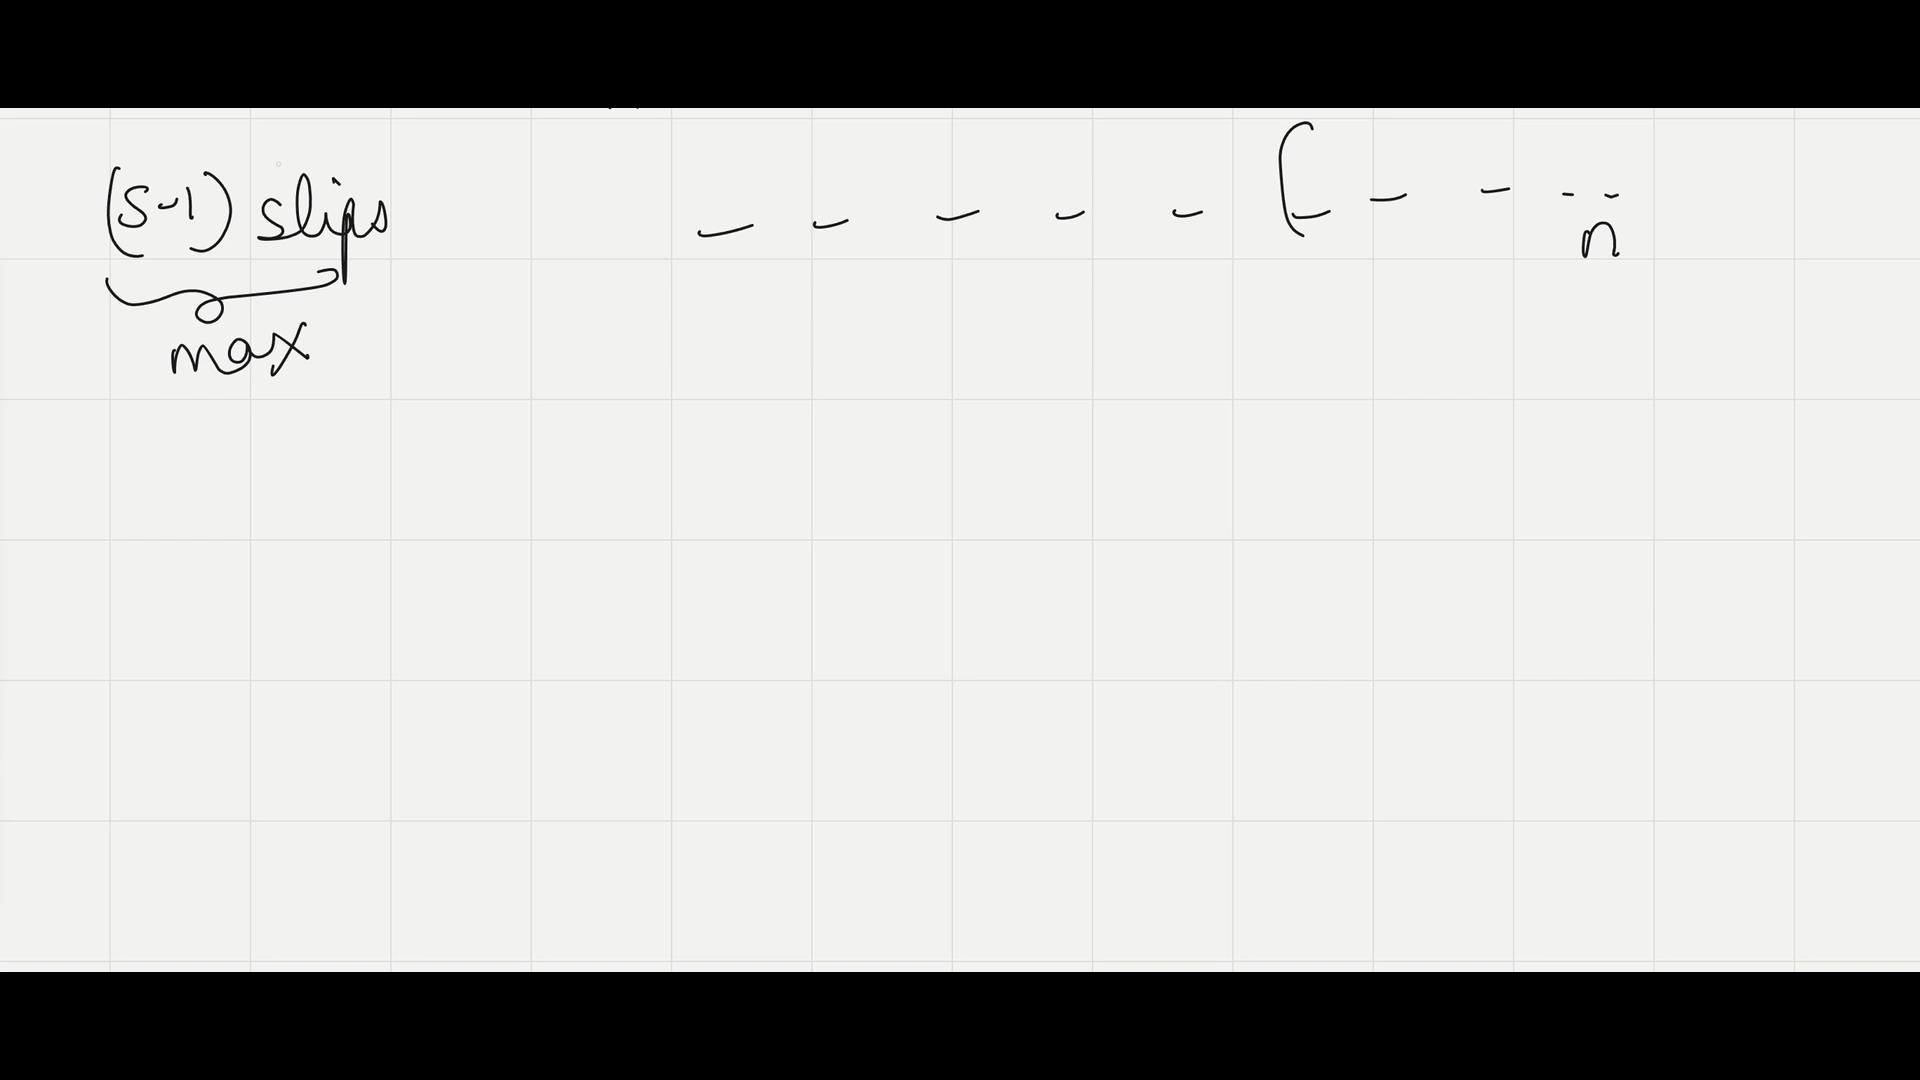 (S-1) slips
max
- - - - - ( - - - - -
n